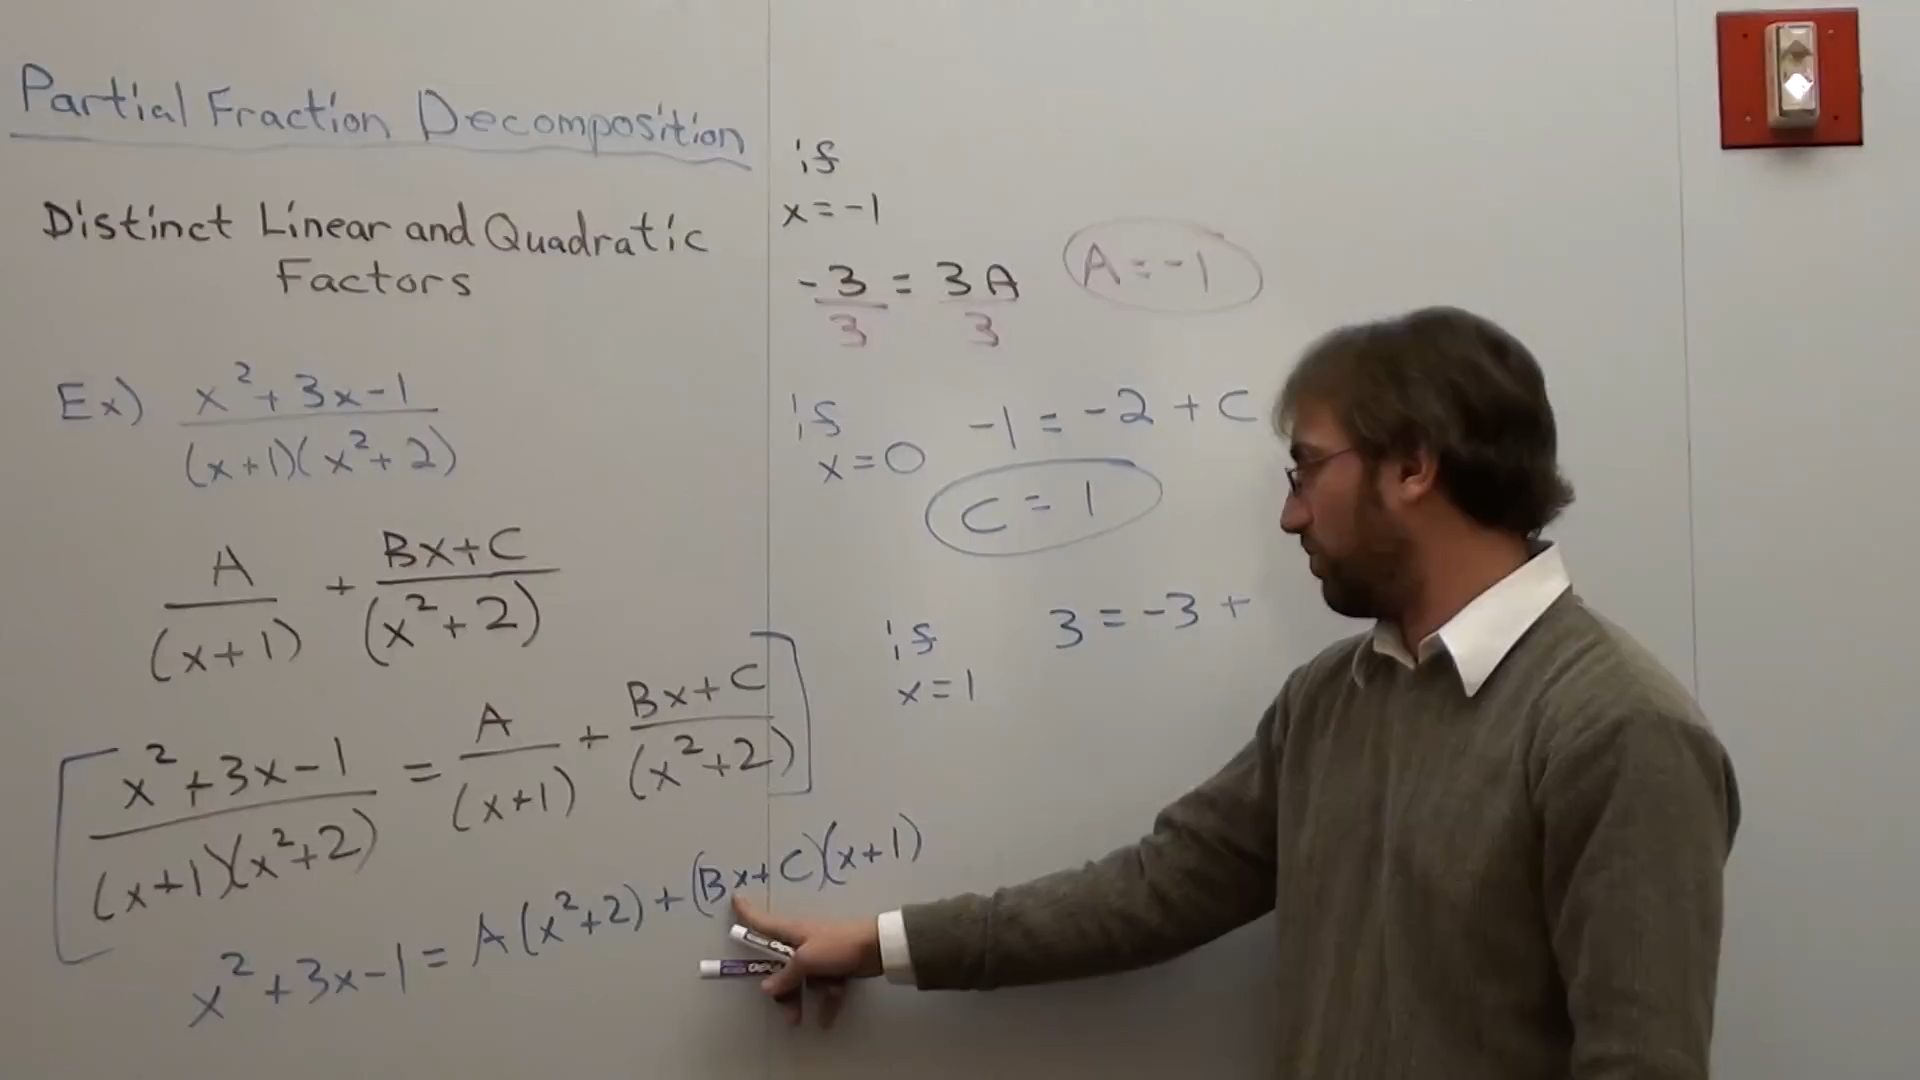 Partial Fraction Decomposition
Distinct Linear and Quadratic
Factors
Ex) x²+3x-1
(x+1)(x²+2)
A + Bx+C
(x+1) (x²+2)
x²+3x-1 = A + Bx+C
(x+1)(x²+2) (x+1) (x²+2)
x²+3x-1 = A(x²+2)+(Bx+C)(x+1)
if
x=-1
-3 = 3A
3 3
A=-1
if
x=0
-1 = -2 + C
C = 1
if
x=1
3 = -3 +